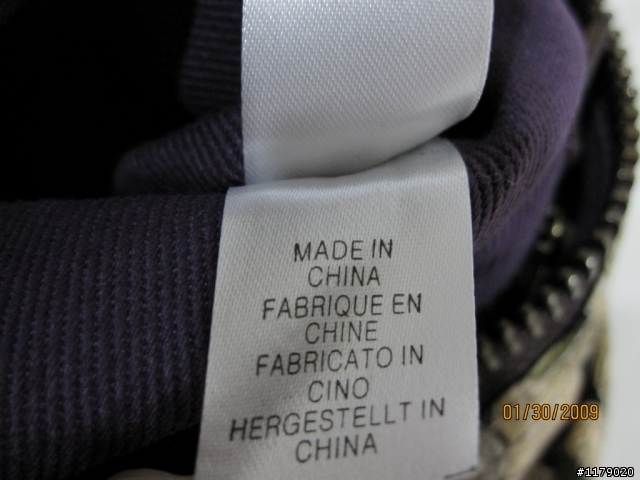 MADE IN
CHINA
FABRIQUE EN
CHINE
FABRICATO IN
CINO
HERGESTELLT IN
CHINA
01/30/2009
#1179020